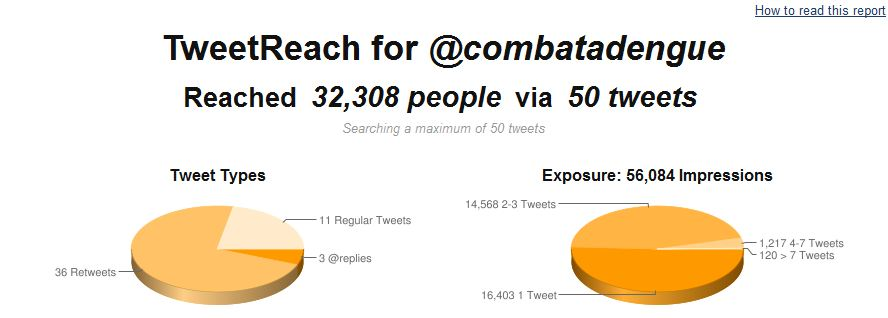 How to read this report
TweetReach for @combatadengue
Reached 32,308 people via 50 tweets
Searching a maximum of 50 tweets
Tweet Types
11 Regular Tweets
3 @replies
36 Retweets
Exposure: 56,084 Impressions
14,568 2-3 Tweets
1,217 4-7 Tweets
120 > 7 Tweets
16,403 1 Tweet